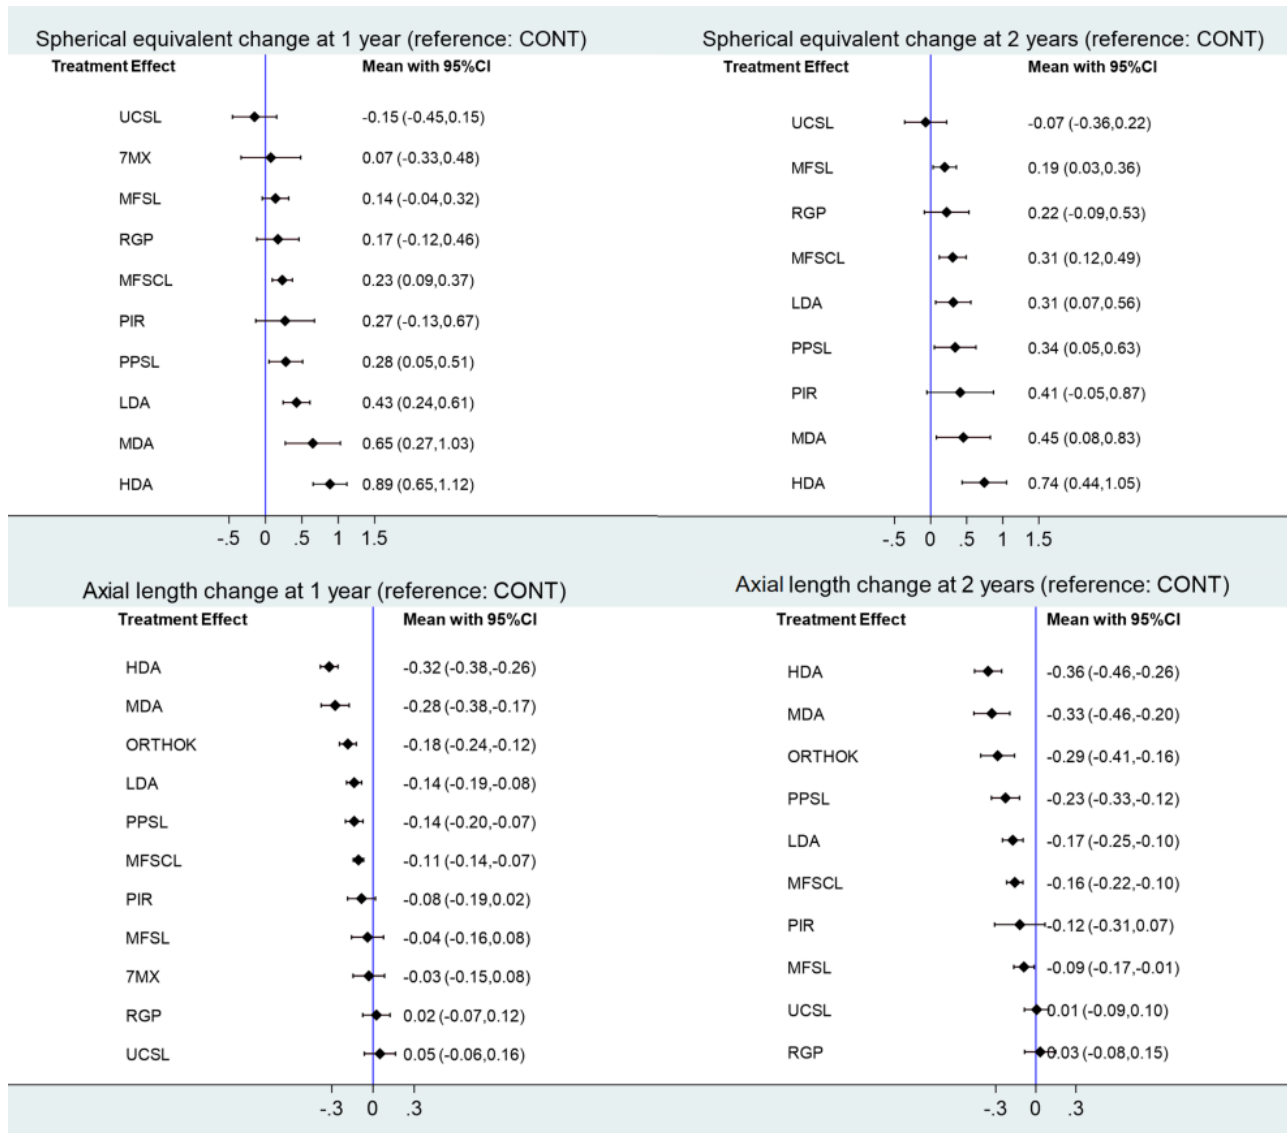 Spherical equivalent change at 1 year (reference: CONT)
Treatment Effect Mean with 95%CI
UCSL -0.15 (-0.45,0.15)
7MX 0.07 (-0.33,0.48)
MFSL 0.14 (-0.04,0.32)
RGP 0.17 (-0.12,0.46)
MFSCL 0.23 (0.09,0.37)
PIR 0.27 (-0.13,0.67)
PPSL 0.28 (0.05,0.51)
LDA 0.43 (0.24,0.61)
MDA 0.65 (0.27,1.03)
HDA 0.89 (0.65,1.12)
-.5 0 .5 1 1.5
Spherical equivalent change at 2 years (reference: CONT)
Treatment Effect Mean with 95%CI
UCSL -0.07 (-0.36,0.22)
MFSL 0.19 (0.03,0.36)
RGP 0.22 (-0.09,0.53)
MFSCL 0.31 (0.12,0.49)
LDA 0.31 (0.07,0.56)
PPSL 0.34 (0.05,0.63)
PIR 0.41 (-0.05,0.87)
MDA 0.45 (0.08,0.83)
HDA 0.74 (0.44,1.05)
-.5 0 .5 1 1.5
Axial length change at 1 year (reference: CONT)
Treatment Effect Mean with 95%CI
HDA -0.32 (-0.38,-0.26)
MDA -0.28 (-0.38,-0.17)
ORTHOK -0.18 (-0.24,-0.12)
LDA -0.14 (-0.19,-0.08)
PPSL -0.14 (-0.20,-0.07)
MFSCL -0.11 (-0.14,-0.07)
PIR -0.08 (-0.19,0.02)
MFSL -0.04 (-0.16,0.08)
7MX -0.03 (-0.15,0.08)
RGP 0.02 (-0.07,0.12)
UCSL 0.05 (-0.06,0.16)
-.3 0 .3
Axial length change at 2 years (reference: CONT)
Treatment Effect Mean with 95%CI
HDA -0.36 (-0.46,-0.26)
MDA -0.33 (-0.46,-0.20)
ORTHOK -0.29 (-0.41,-0.16)
PPSL -0.23 (-0.33,-0.12)
LDA -0.17 (-0.25,-0.10)
MFSCL -0.16 (-0.22,-0.10)
PIR -0.12 (-0.31,0.07)
MFSL -0.09 (-0.17,-0.01)
UCSL 0.01 (-0.09,0.10)
RGP 0.03 (-0.08,0.15)
-.3 0 .3